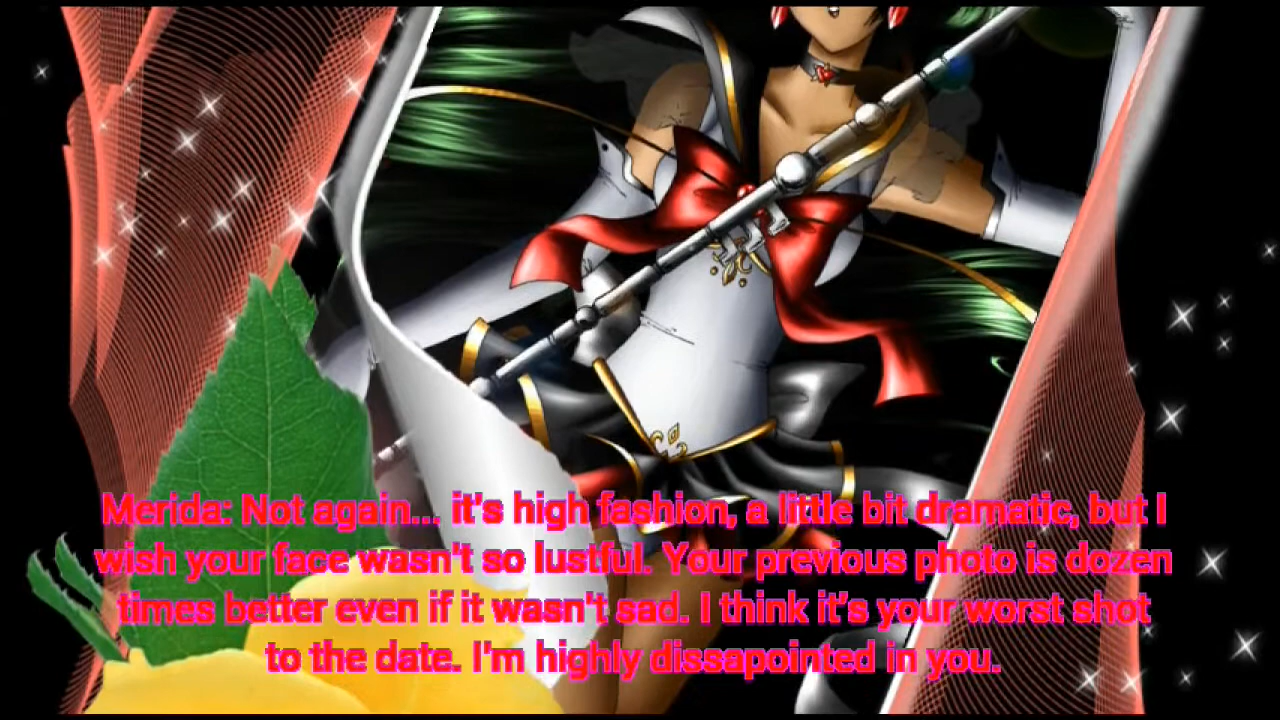 Merida: Not again... it's high fashion, a little bit dramatic, but I
wish your face wasn't so lustful. Your previous photo is dozen
times better even if it wasn't sad. I think it's your worst shot
to the date. I'm highly dissapointed in you.